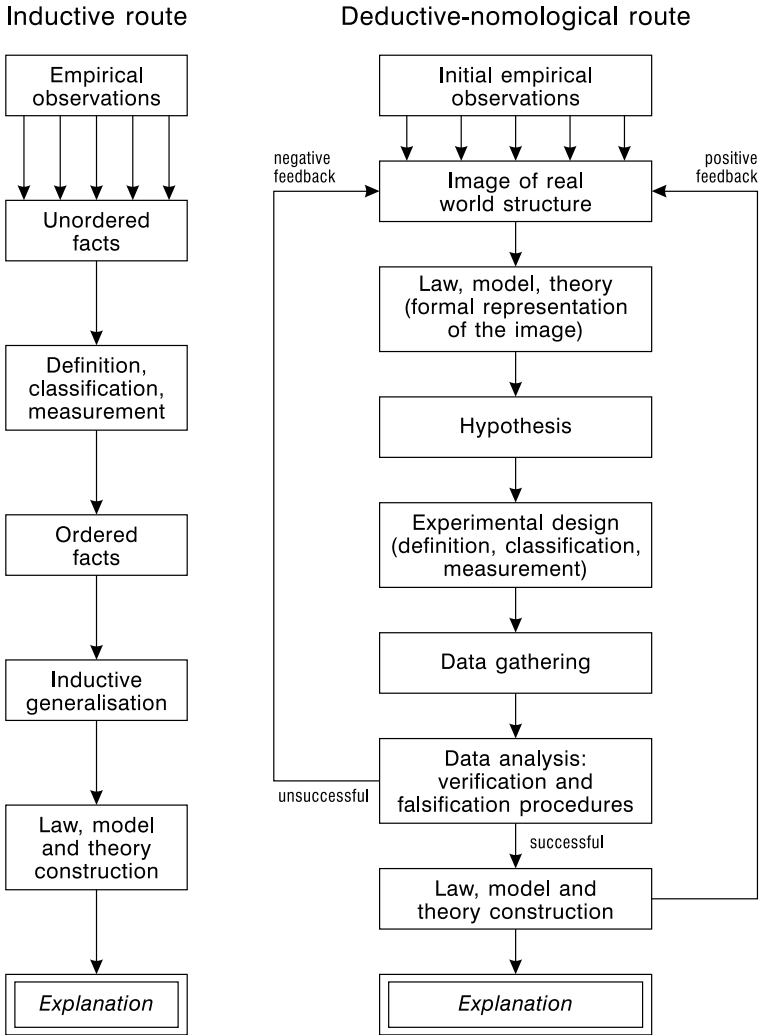 Inductive route
Empirical
observations
Unordered
facts
Definition,
classification,
measurement
Ordered
facts
Inductive
generalisation
Law, model
and theory
construction
Explanation
Deductive-nomological route
Initial empirical
observations
negative
feedback
positive
feedback
Image of real
world structure
Law, model, theory
(formal representation
of the image)
Hypothesis
Experimental design
(definition, classification,
measurement)
Data gathering
Data analysis:
verification and
falsification procedures
unsuccessful
successful
Law, model and
theory construction
Explanation